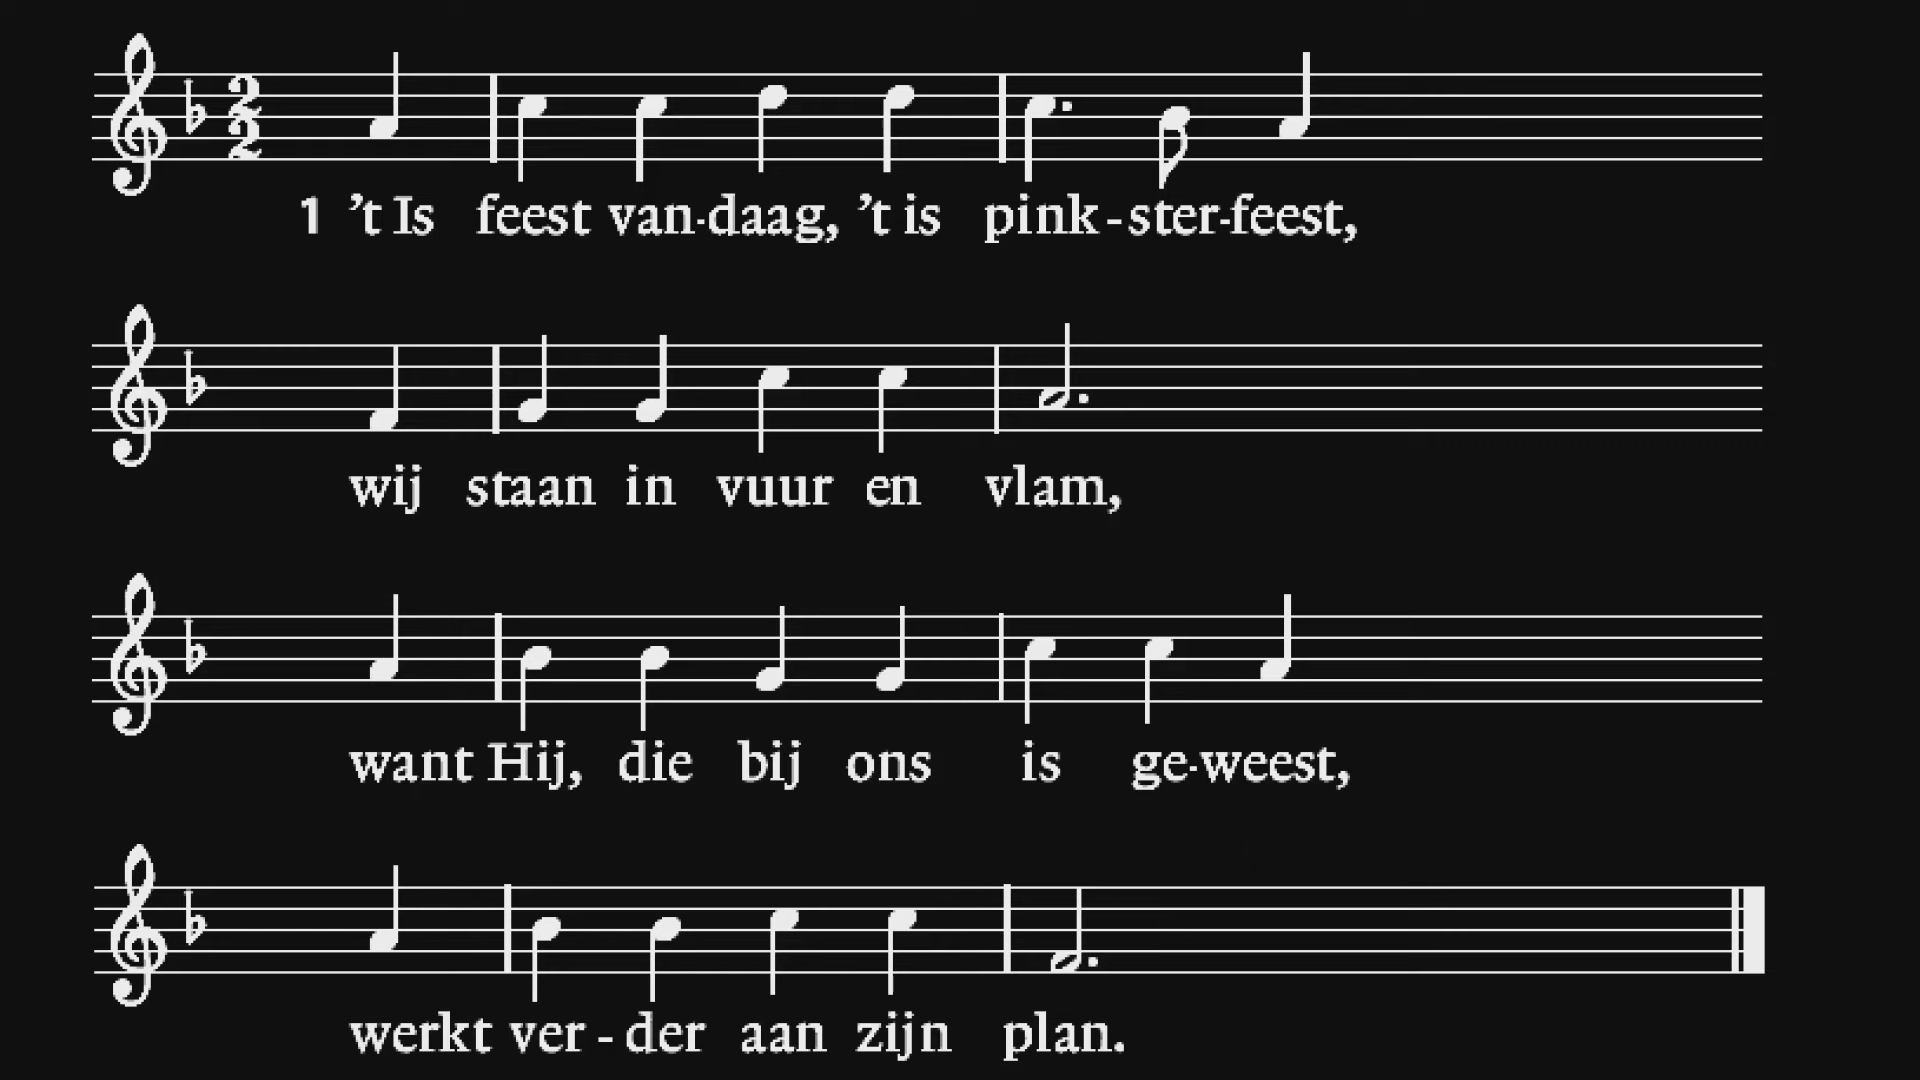 1 ’t Is feest van-daag, ’t is pink-ster-feest,
wij staan in vuur en vlam,
want Hij, die bij ons is ge-weest,
werkt ver-der aan zijn plan.